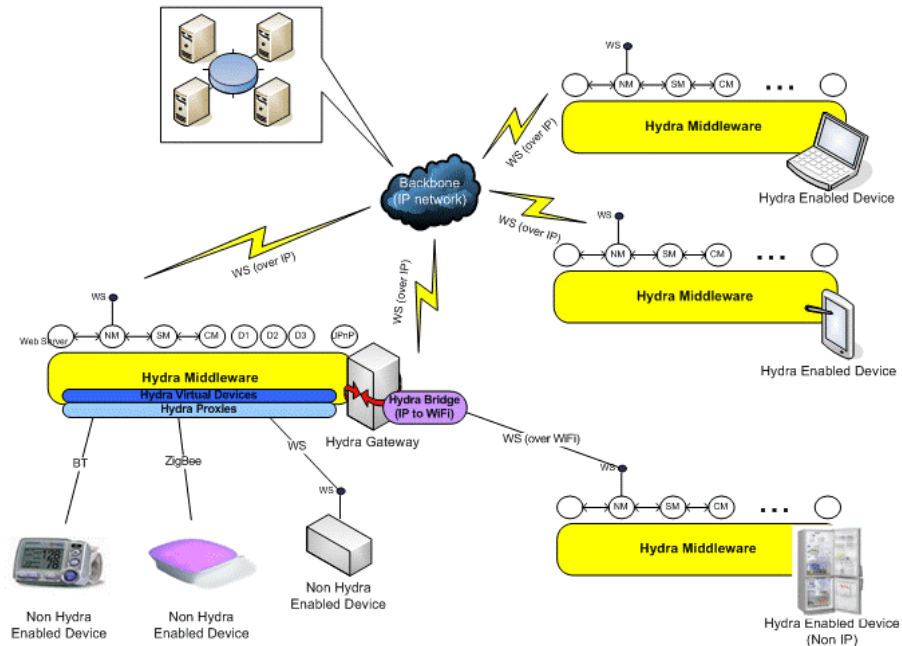 WS
NM
SM
CM
Hydra Middleware
WS (over IP)
Hydra Enabled Device
Backbone
(IP network)
WS (over IP)
WS
NM
SM
CM
Hydra Middleware
Hydra Enabled Device
WS (over IP)
WS (over IP)
WS
Web Server
NM
SM
CM
D1
D2
D3
UPnP
Hydra Middleware
Hydra Virtual Devices
Hydra Proxies
Hydra Bridge
(IP to WiFi)
Hydra Gateway
WS (over WiFi)
BT
ZigBee
WS
WS
WS
NM
SM
CM
Hydra Middleware
Non Hydra
Enabled Device
Non Hydra
Enabled Device
Non Hydra
Enabled Device
Hydra Enabled Device
(Non IP)